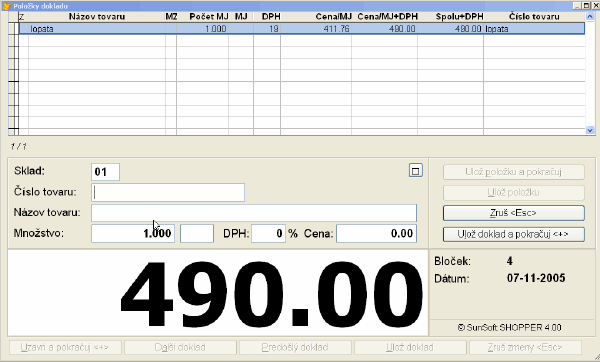 Položky dokladu
Z Názov tovaru MZ Počet MJ MJ DPH Cena/MJ Cena/MJ+DPH Spolu+DPH Číslo tovaru
lopata 1.000 19 411.76 490.00 490.00 lopata
1 / 1
Sklad: 01
Číslo tovaru:
Názov tovaru:
Množstvo: 1.000 DPH: 0 % Cena: 0.00
Ulož položku a pokračuj
Ulož položku
Zruš <Esc>
Ulož doklad a pokračuj <+>
490.00
Bloček: 4
Dátum: 07-11-2005
© SunSoft SHOPPER 4.00
Uzavri a pokračuj <+> Ďalší doklad Predošlý doklad Ulož doklad Zruš zmeny <Esc>